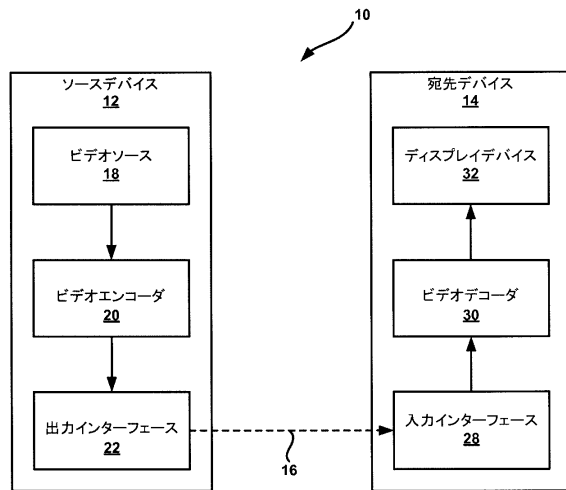 10
ソースデバイス
12
ビデオソース
18
ビデオエンコーダ
20
出力インターフェース
22
16
宛先デバイス
14
ディスプレイデバイス
32
ビデオデコーダ
30
入力インターフェース
28